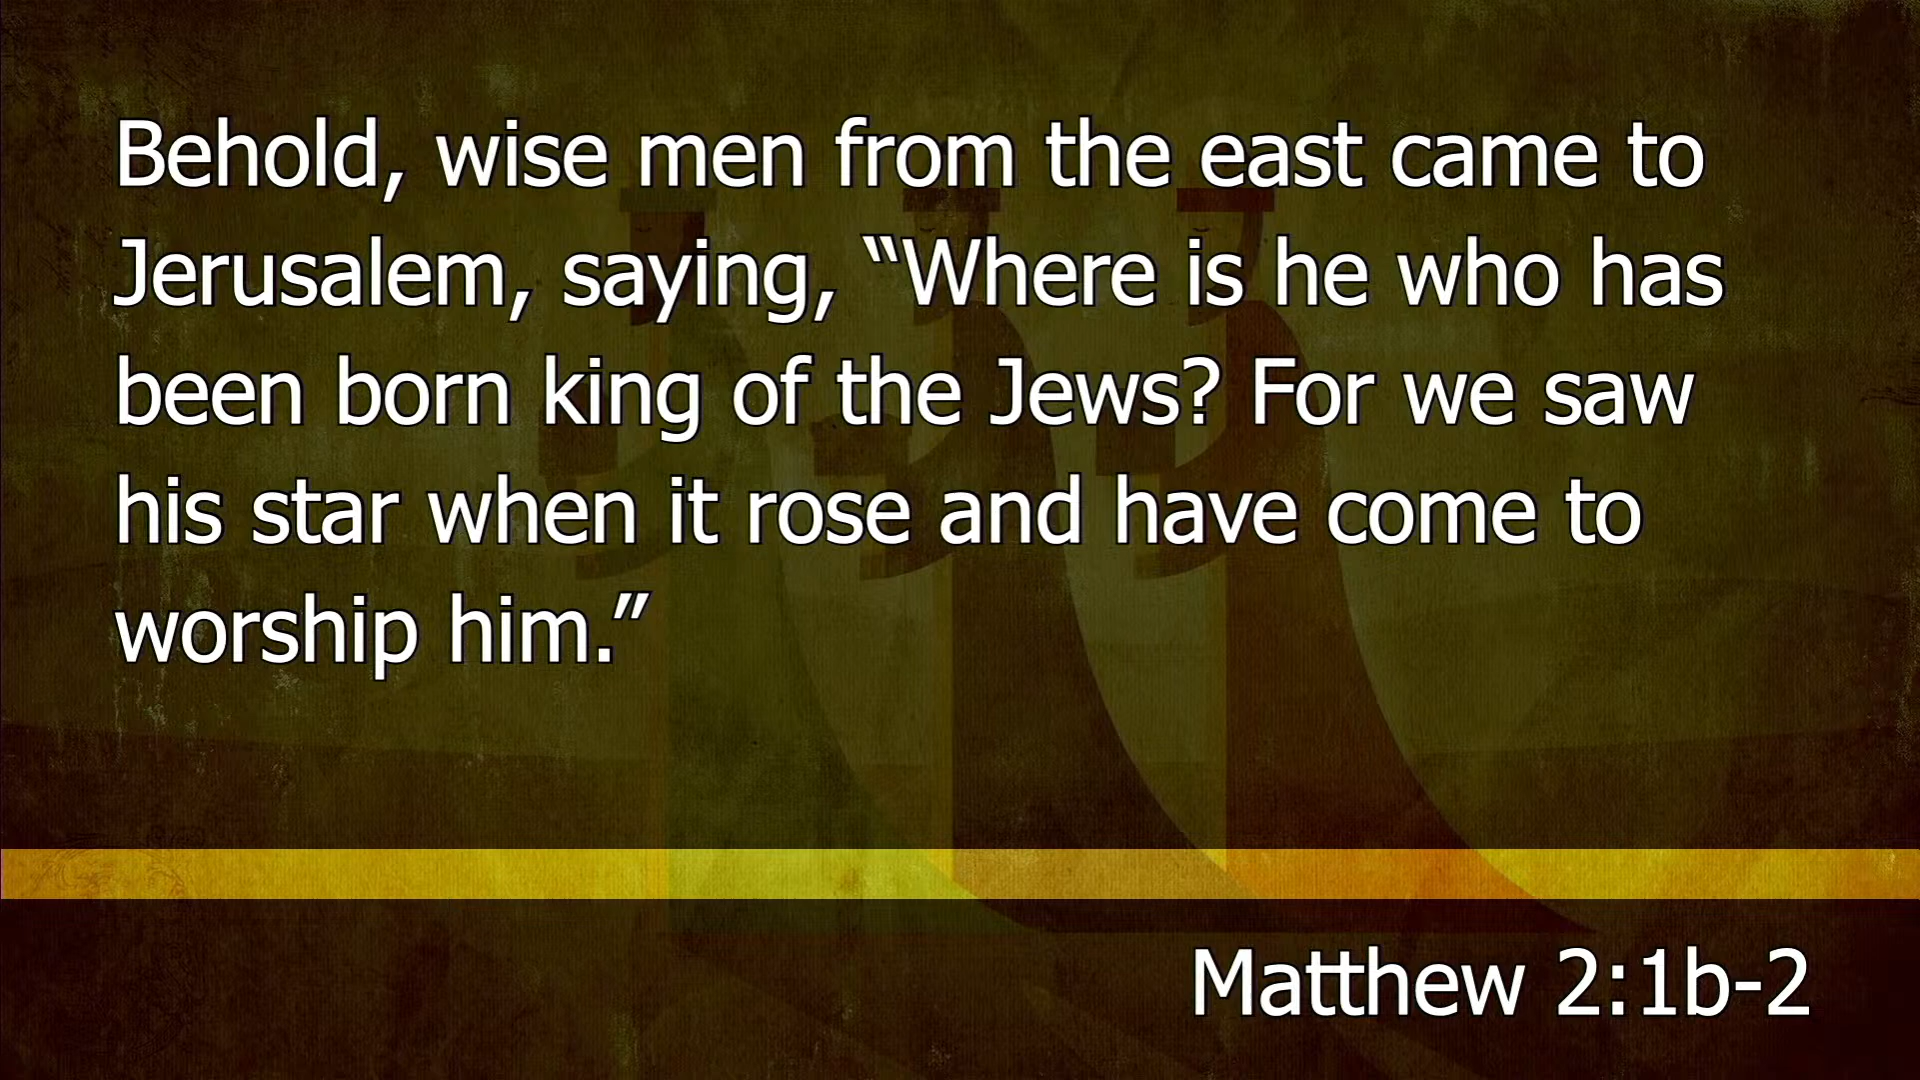 Behold, wise men from the east came to
Jerusalem, saying, “Where is he who has
been born king of the Jews? For we saw
his star when it rose and have come to
worship him.”
Matthew 2:1b-2